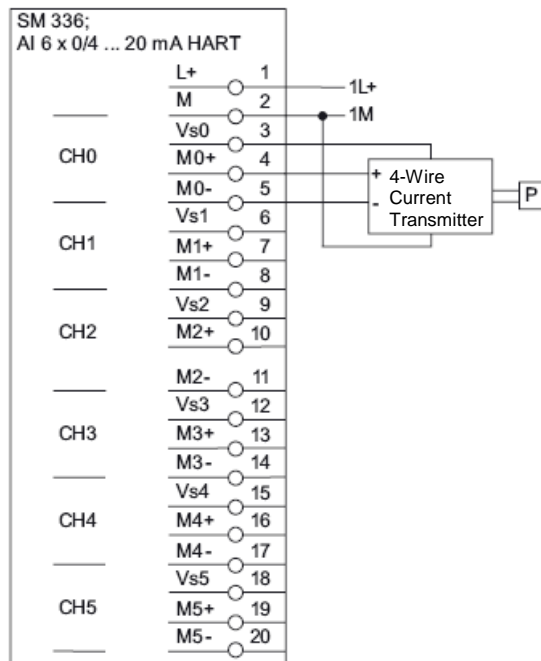 SM 336;
AI 6 x 0/4 ... 20 mA HART
L+ 1 1L+
M 2 1M
Vs0 3
CH0 M0+ 4 + 4-Wire
M0- 5 - Current P
Transmitter
Vs1 6
CH1 M1+ 7
M1- 8
Vs2 9
CH2 M2+ 10
M2- 11
Vs3 12
CH3 M3+ 13
M3- 14
Vs4 15
CH4 M4+ 16
M4- 17
Vs5 18
CH5 M5+ 19
M5- 20